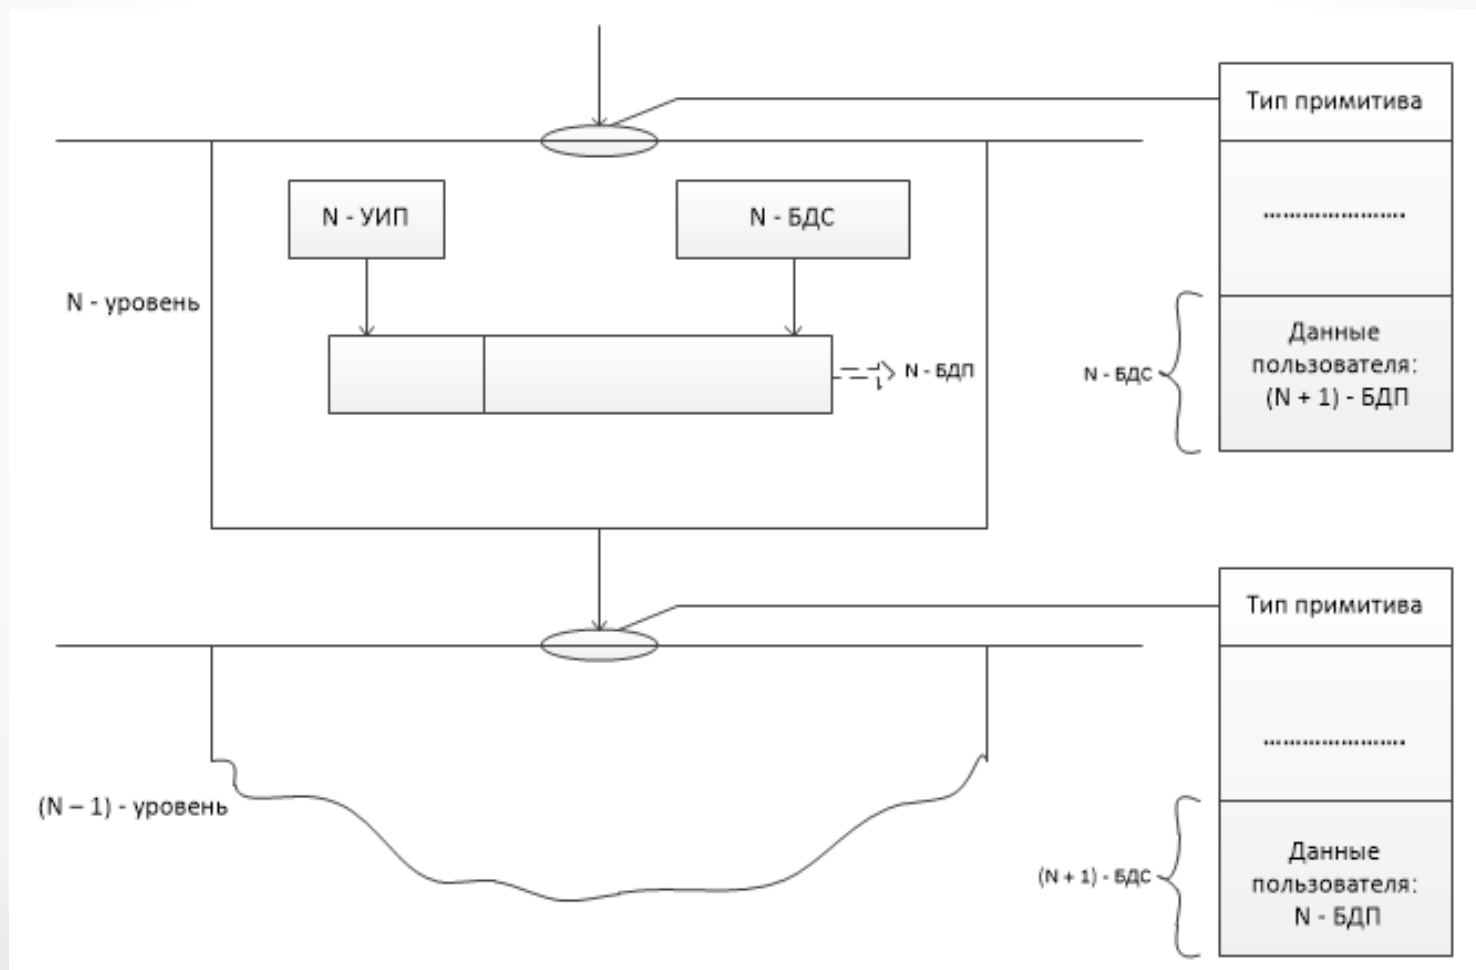 Тип примитива
…………………..
N - УИП
N - БДС
N - уровень
N - БДП
N - БДС
Данные
пользователя:
(N + 1) - БДП
Тип примитива
…………………..
(N – 1) - уровень
(N + 1) - БДС
Данные
пользователя:
N - БДП